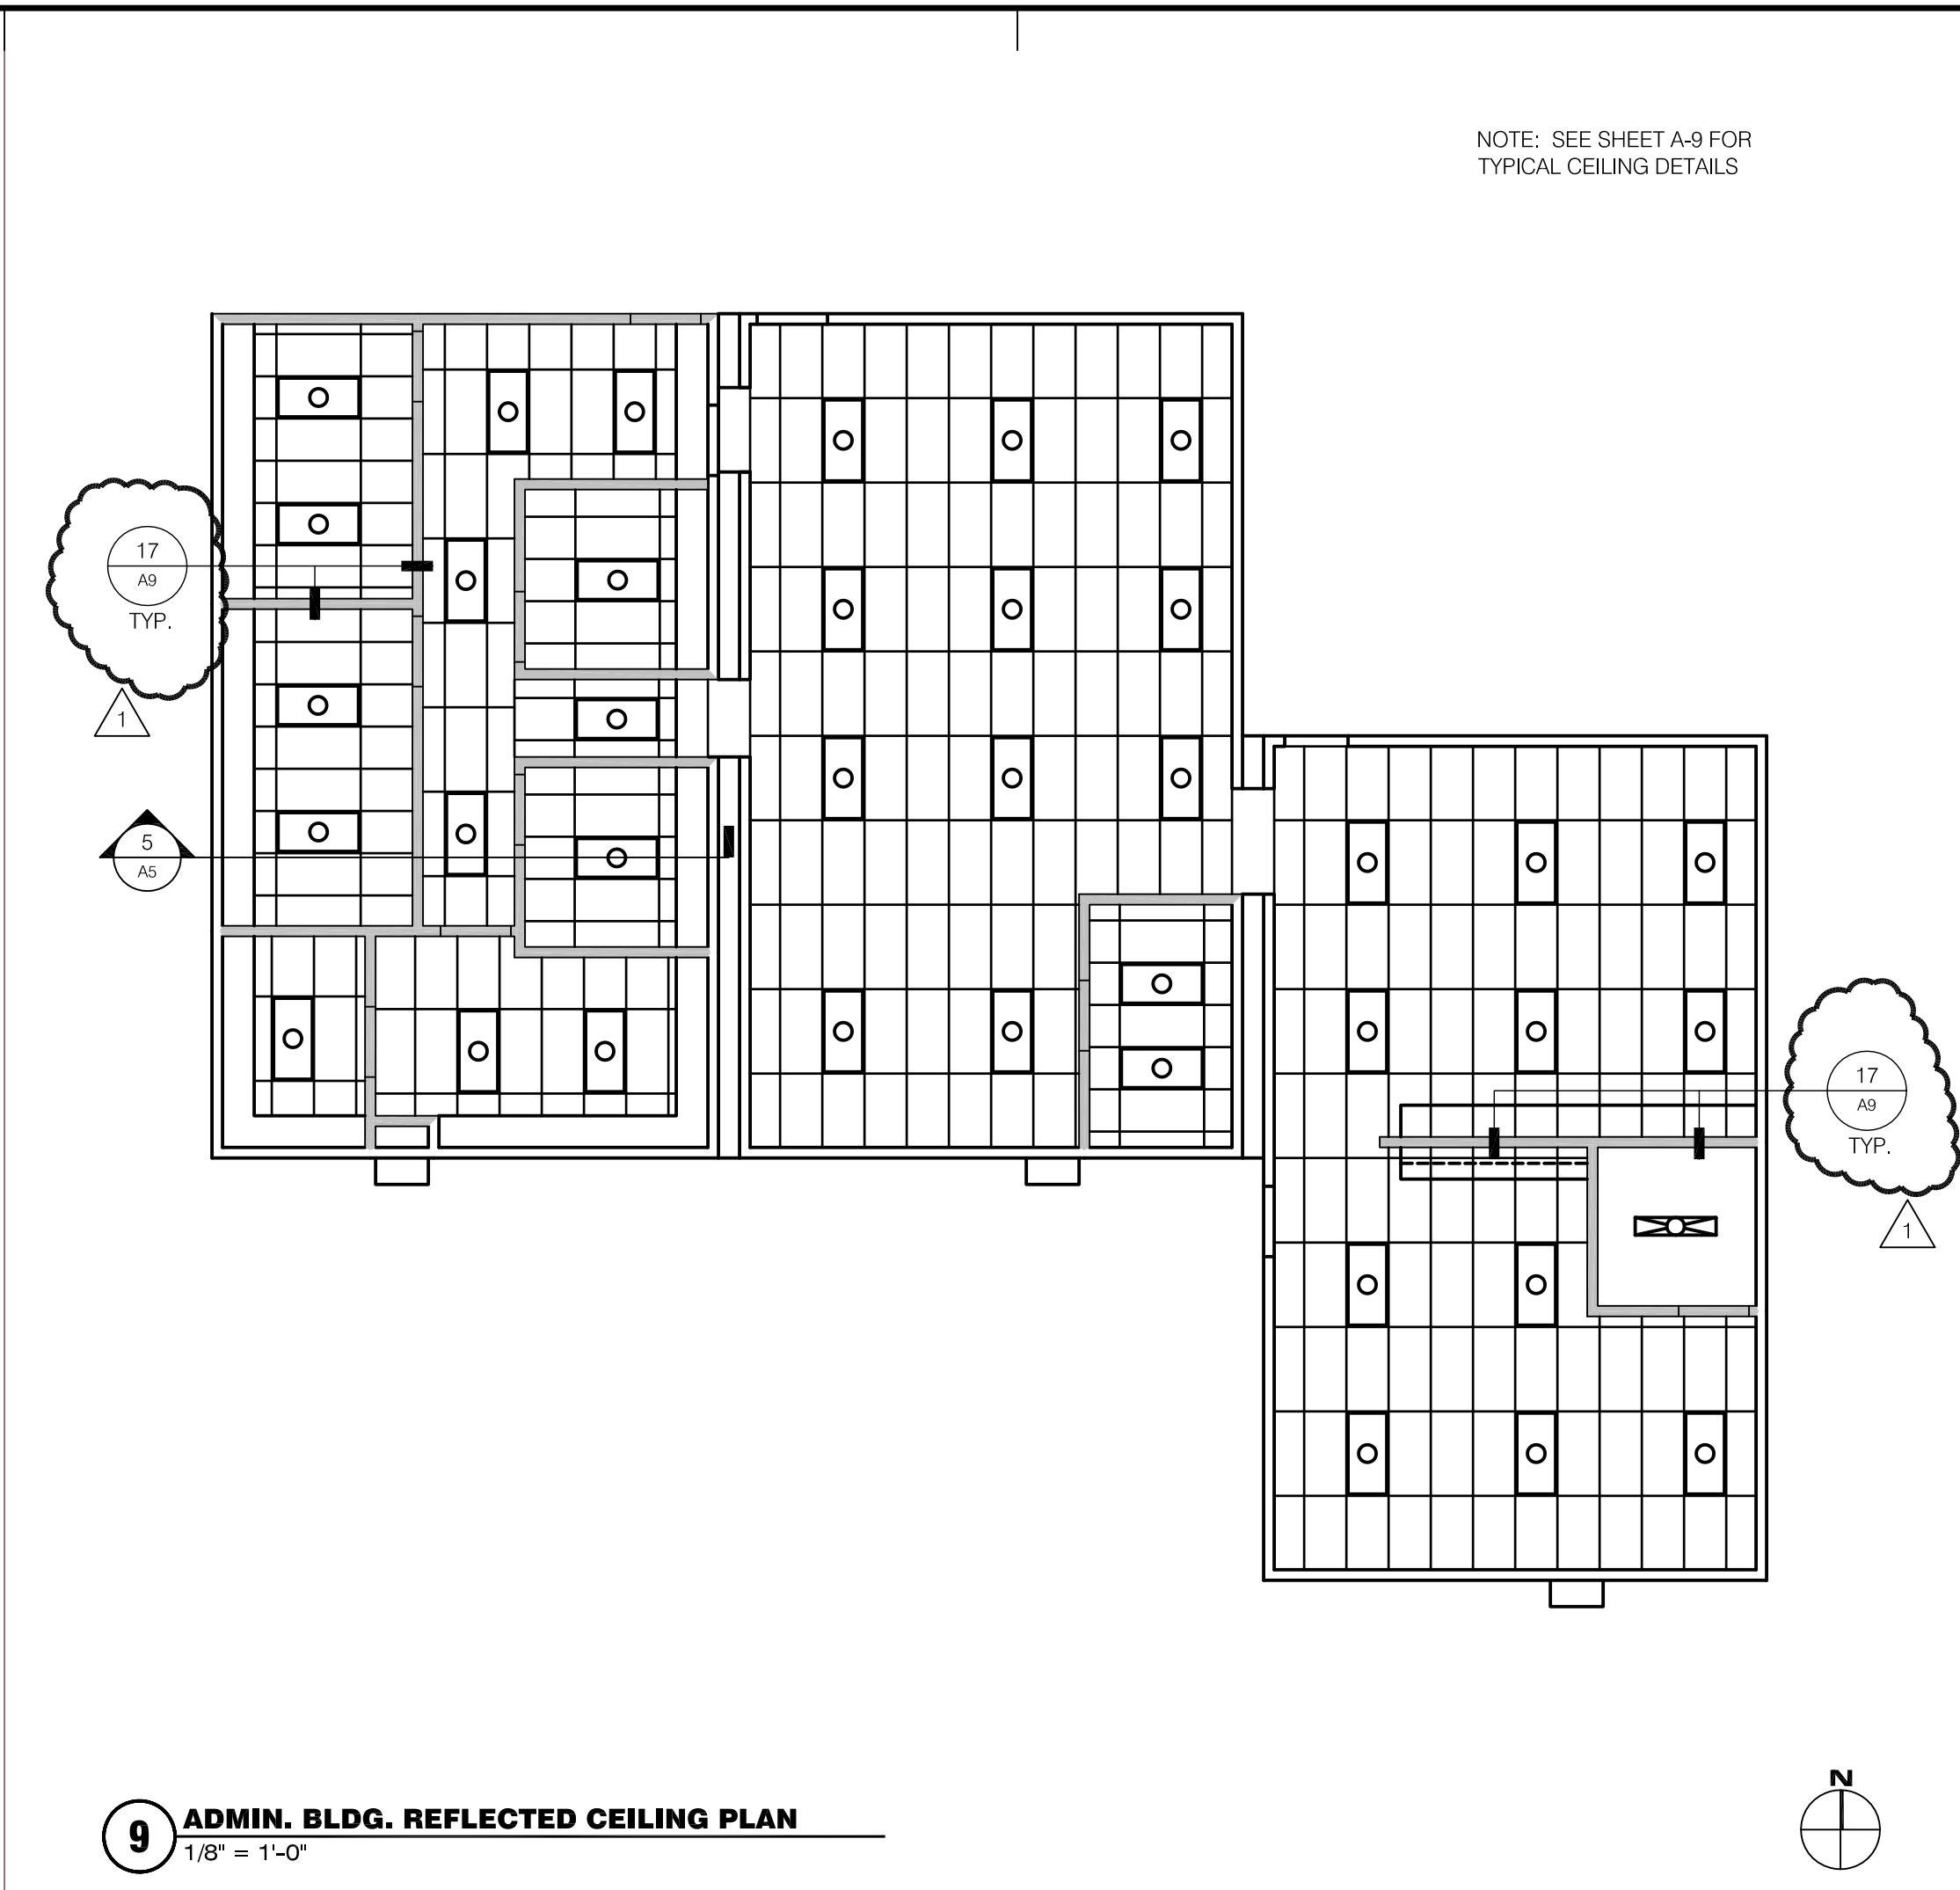 NOTE: SEE SHEET A-9 FOR
TYPICAL CEILING DETAILS
17
A9
TYP.
1
5
A5
17
A9
TYP.
1
9
ADMIN. BLDG. REFLECTED CEILING PLAN
1/8" = 1'-0"
N